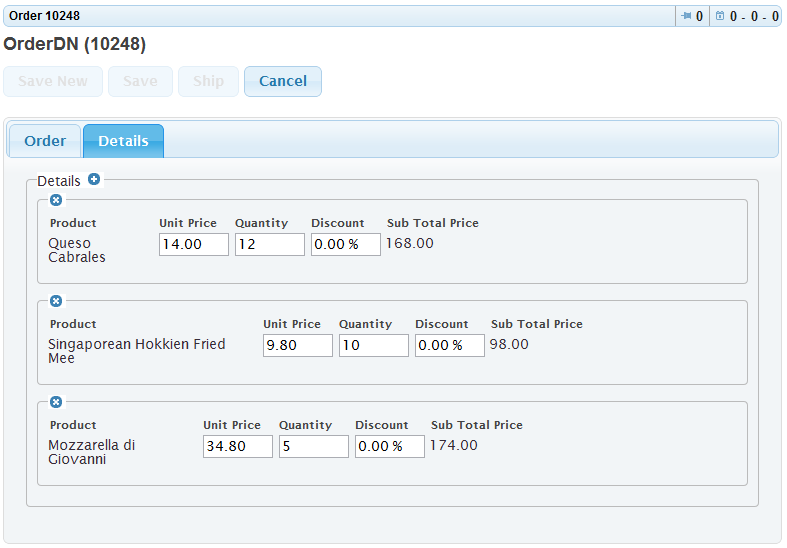 Order 10248 0 0 - 0 - 0
OrderDN (10248)
Save New Save Ship Cancel
Order Details
Details
Product Unit Price Quantity Discount Sub Total Price
Queso 14.00 12 0.00 % 168.00
Cabrales
Product Unit Price Quantity Discount Sub Total Price
Singaporean Hokkien Fried 9.80 10 0.00 % 98.00
Mee
Product Unit Price Quantity Discount Sub Total Price
Mozzarella di 34.80 5 0.00 % 174.00
Giovanni